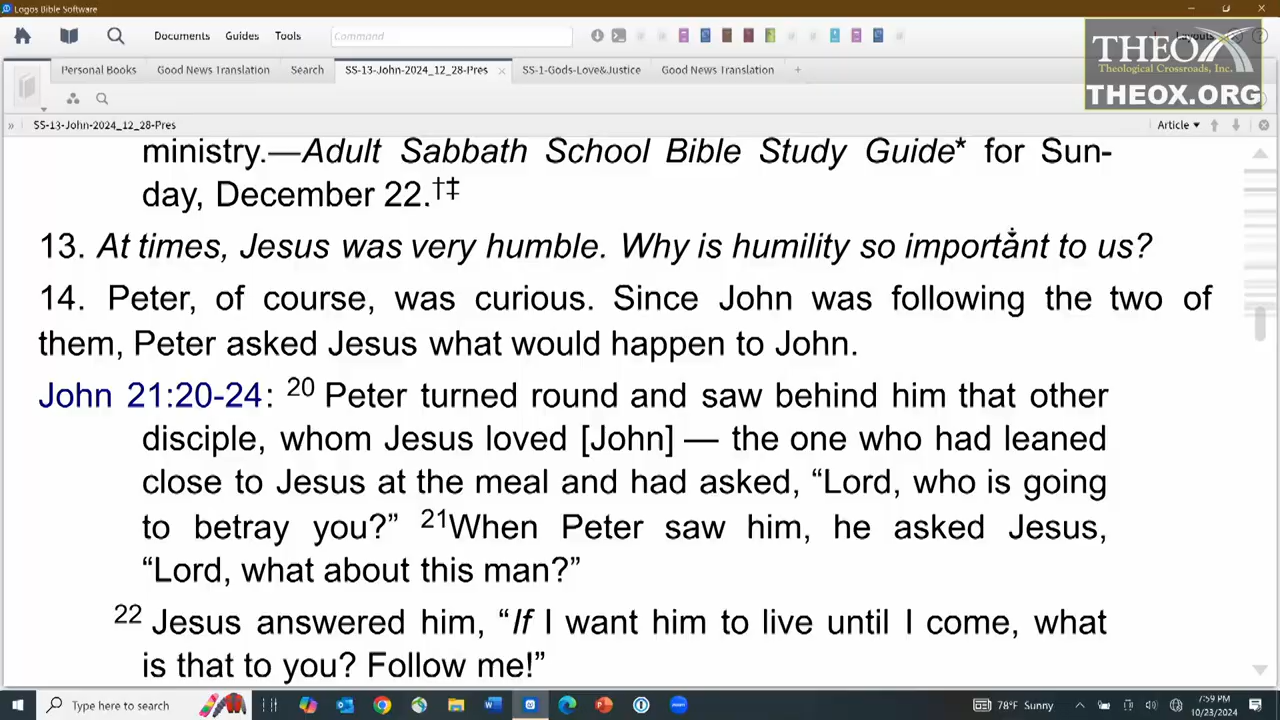 Logos Bible Software
Documents Guides Tools Command
THEOX
Theological Crossroads, Inc.
THEOX.ORG
Personal Books Good News Translation Search SS-13-John-2024_12_28-Pres SS-1-Gods-Love&Justice Good News Translation
SS-13-John-2024_12_28-Pres Article
ministry.—Adult Sabbath School Bible Study Guide* for Sun-
day, December 22.†‡
13. At times, Jesus was very humble. Why is humility so important to us?
14. Peter, of course, was curious. Since John was following the two of
them, Peter asked Jesus what would happen to John.
John 21:20-24: 20 Peter turned round and saw behind him that other
disciple, whom Jesus loved [John] — the one who had leaned
close to Jesus at the meal and had asked, “Lord, who is going
to betray you?” 21When Peter saw him, he asked Jesus,
“Lord, what about this man?”
22 Jesus answered him, “If I want him to live until I come, what
is that to you? Follow me!”
Type here to search 78°F Sunny 7:59 PM
10/23/2024